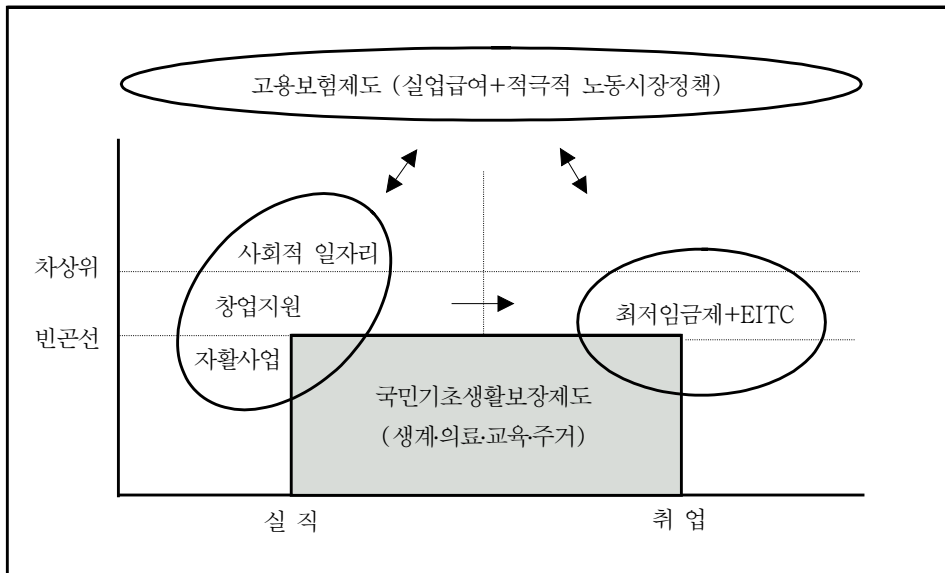 고용보험제도 (실업급여+적극적 노동시장정책)
사회적 일자리
차상위
창업지원
최저임금제+EITC
빈곤선
자활사업
국민기초생활보장제도
(생계·의료·교육·주거)
실 직
취 업